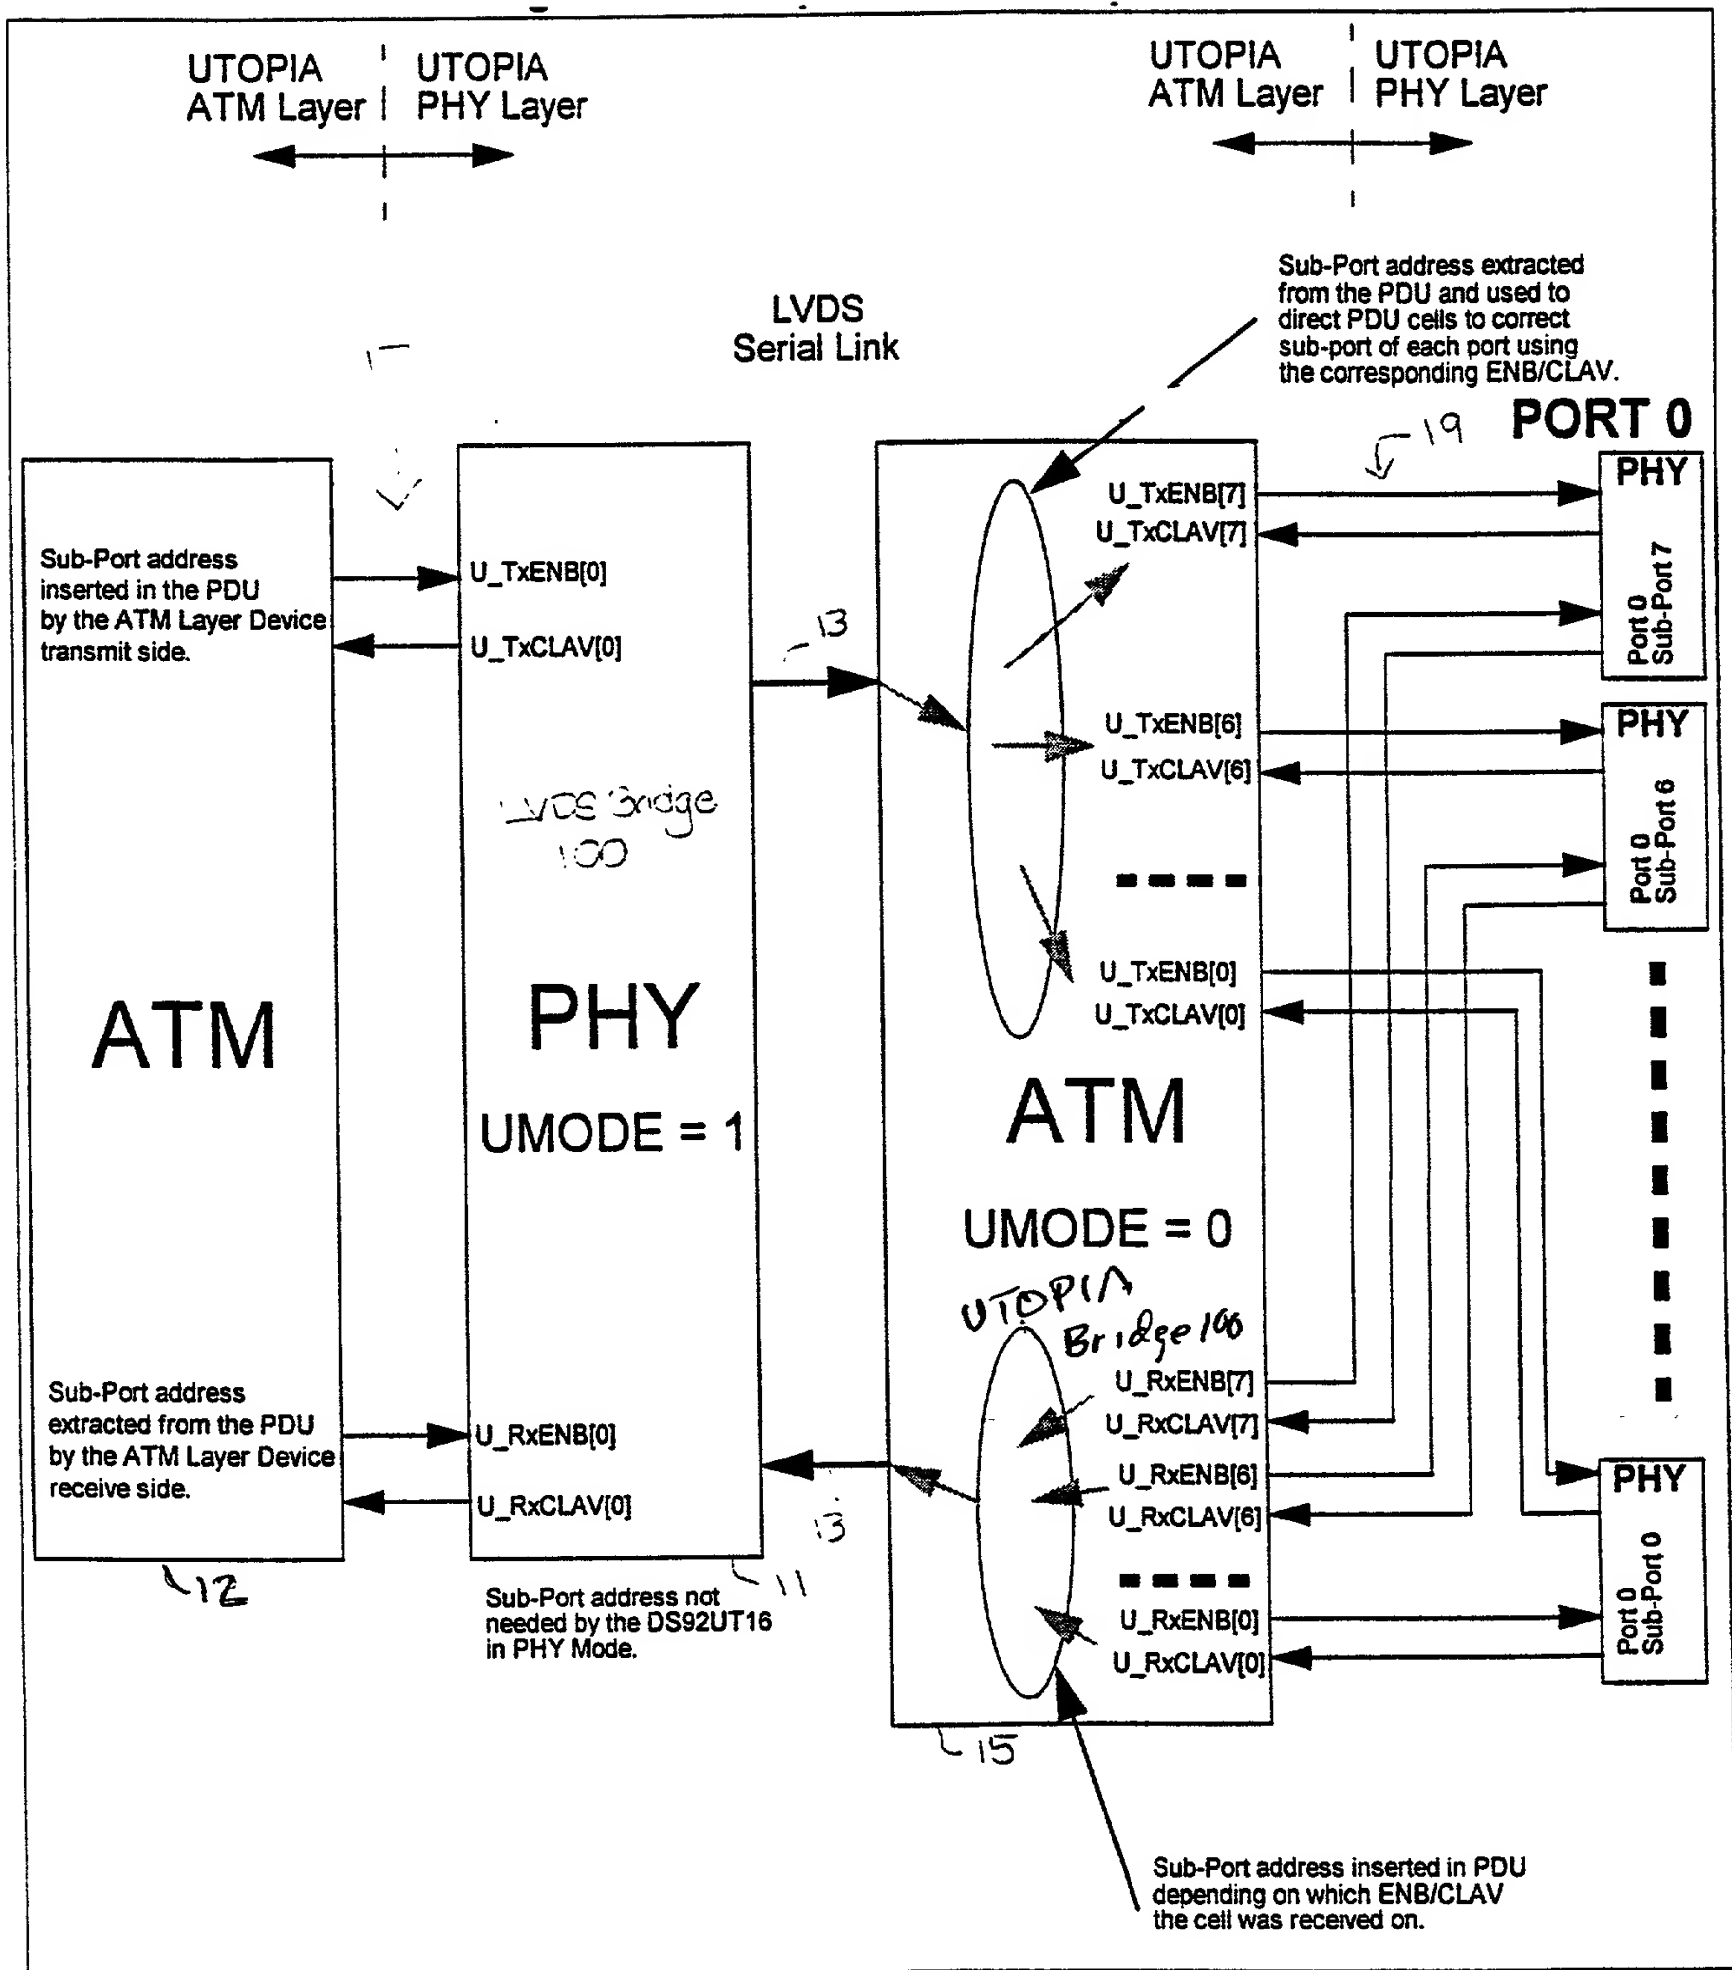 UTOPIA
ATM Layer
UTOPIA
PHY Layer
UTOPIA
ATM Layer
UTOPIA
PHY Layer
LVDS
Serial Link
Sub-Port address extracted
from the PDU and used to
direct PDU cells to correct
sub-port of each port using
the corresponding ENB/CLAV.
19
PORT 0
Sub-Port address
inserted in the PDU
by the ATM Layer Device
transmit side.
ATM
Sub-Port address
extracted from the PDU
by the ATM Layer Device
receive side.
12
U_TxENB[0]
U_TxCLAV[0]
LVDS Bridge
100
PHY
UMODE = 1
U_RxENB[0]
U_RxCLAV[0]
11
Sub-Port address not
needed by the DS92UT16
in PHY Mode.
13
13
U_TxENB[7]
U_TxCLAV[7]
U_TxENB[6]
U_TxCLAV[6]
U_TxENB[0]
U_TxCLAV[0]
ATM
UMODE = 0
UTOPIA
Bridge 100
U_RxENB[7]
U_RxCLAV[7]
U_RxENB[6]
U_RxCLAV[6]
U_RxENB[0]
U_RxCLAV[0]
15
PHY
Port 0
Sub-Port 7
PHY
Port 0
Sub-Port 6
PHY
Port 0
Sub-Port 0
Sub-Port address inserted in PDU
depending on which ENB/CLAV
the cell was received on.